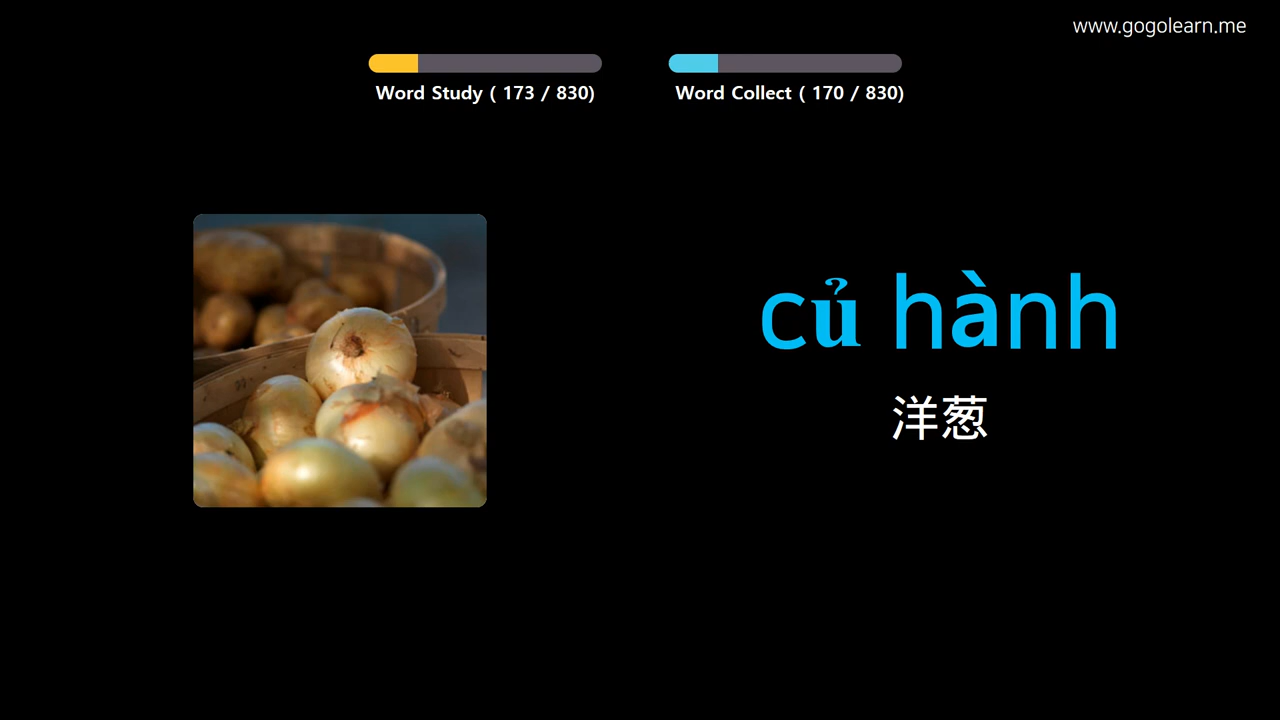 www.gogolearn.me
Word Study ( 173 / 830)
Word Collect ( 170 / 830)
củ hành
洋葱